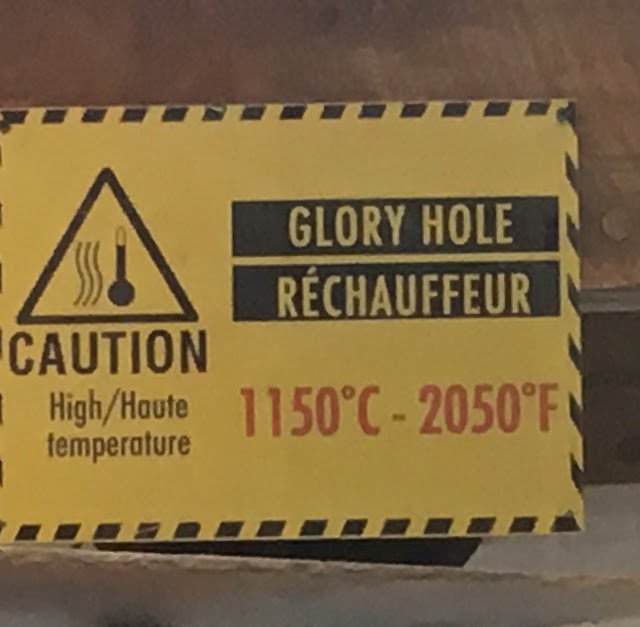 GLORY HOLE
RÉCHAUFFEUR
CAUTION
High/Haute
temperature
1150°C - 2050°F